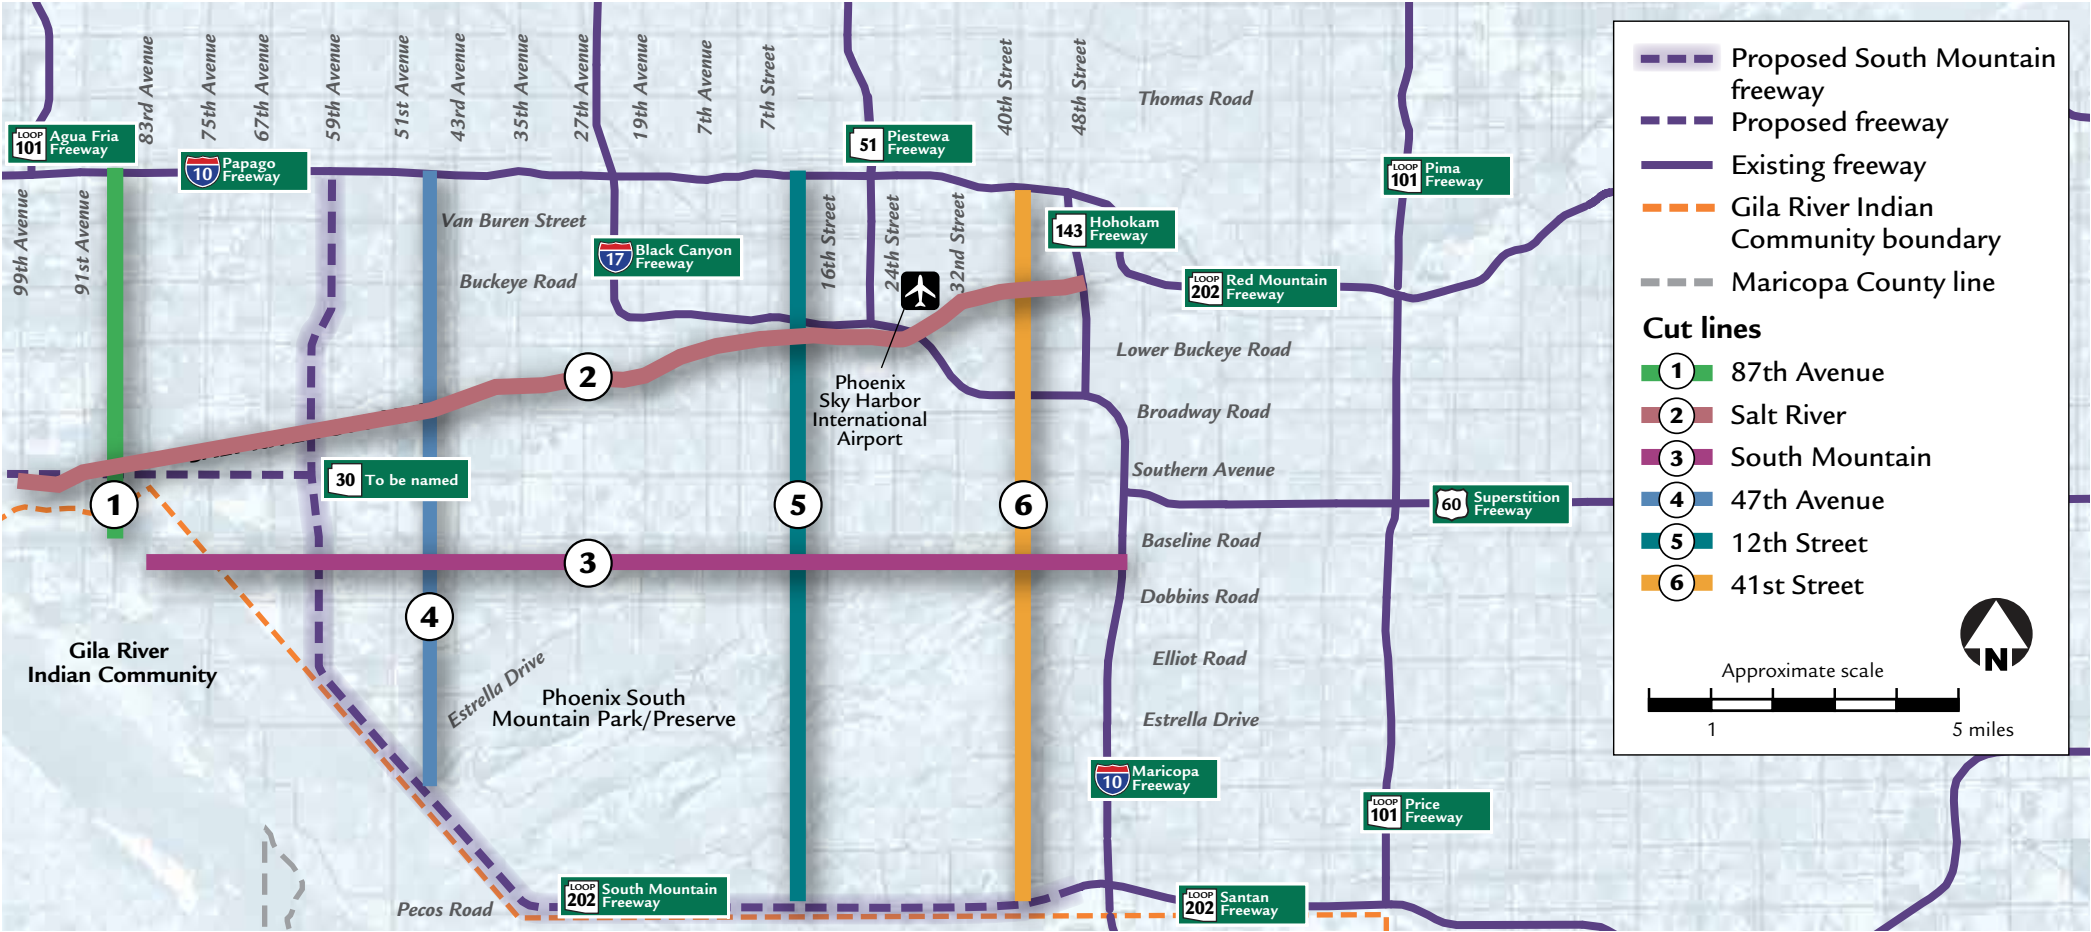 83rd Avenue
75th Avenue
67th Avenue
59th Avenue
51st Avenue
43rd Avenue
35th Avenue
27th Avenue
19th Avenue
7th Avenue
7th Street
40th Street
48th Street
Thomas Road
LOOP
101
Agua Fria
Freeway
10
Papago
Freeway
51
Piestewa
Freeway
LOOP
101
Pima
Freeway
99th Avenue
91st Avenue
Van Buren Street
Buckeye Road
17
Black Canyon
Freeway
16th Street
24th Street
32nd Street
143
Hohokam
Freeway
LOOP
202
Red Mountain
Freeway
Lower Buckeye Road
2
Phoenix
Sky Harbor
International
Airport
Broadway Road
Southern Avenue
30
To be named
1
5
6
60
Superstition
Freeway
Baseline Road
3
Dobbins Road
4
Gila River
Indian Community
Estrella Drive
Phoenix South
Mountain Park/Preserve
Elliot Road
Estrella Drive
10
Maricopa
Freeway
LOOP
101
Price
Freeway
Pecos Road
LOOP
202
South Mountain
Freeway
LOOP
202
Santan
Freeway
Proposed South Mountain
freeway
Proposed freeway
Existing freeway
Gila River Indian
Community boundary
Maricopa County line
Cut lines
1 87th Avenue
2 Salt River
3 South Mountain
4 47th Avenue
5 12th Street
6 41st Street
N
Approximate scale
1 5 miles